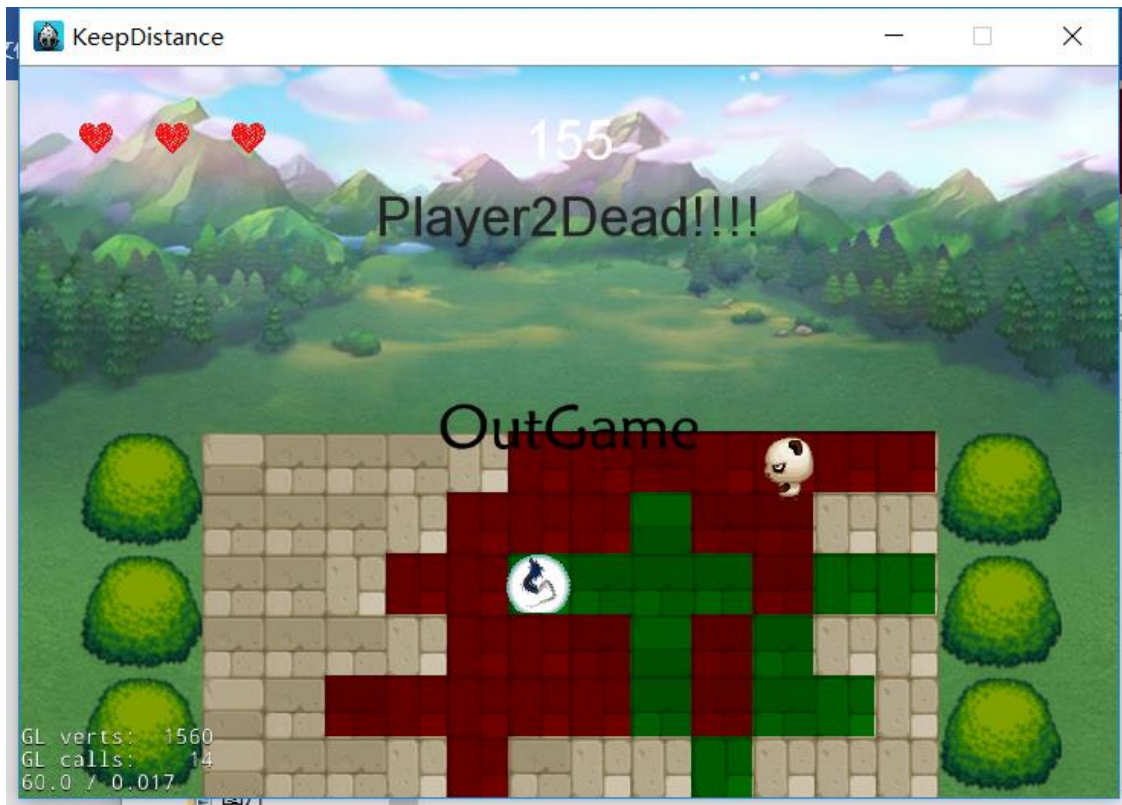 KeepDistance
155
Player2Dead!!!!
OutGame
GL verts: 1560
GL calls: 14
60.0 / 0.017